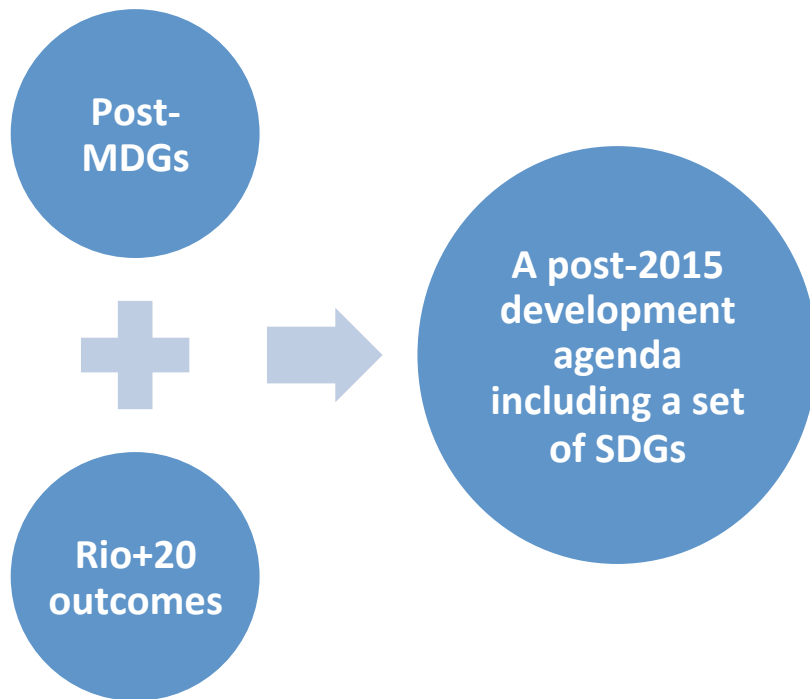 Post-
MDGs
Rio+20
outcomes
A post-2015
development
agenda
including a set
of SDGs